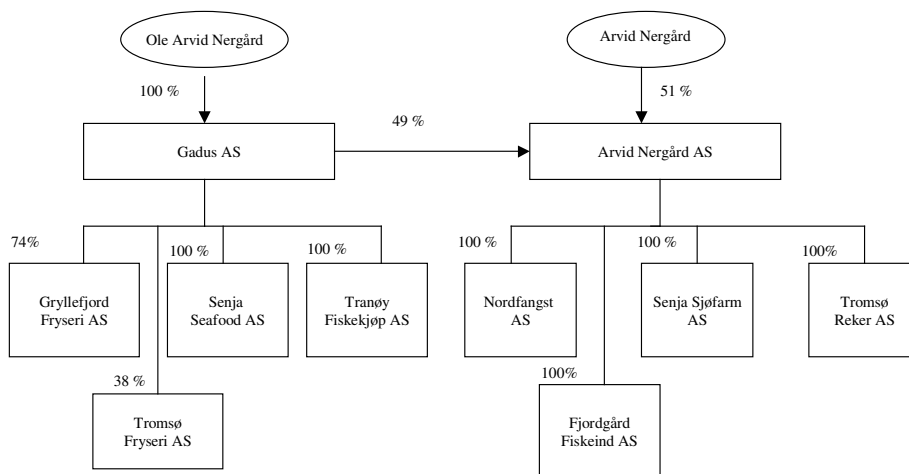 Ole Arvid Nergård
Arvid Nergård
100 %
51 %
49 %
Gadus AS
Arvid Nergård AS
74%
100 %
100 %
100 %
100 %
100%
Gryllefjord
Fryseri AS
Senja
Seafood AS
Tranøy
Fiskekjøp AS
Nordfangst
AS
Senja Sjøfarm
AS
Tromsø
Reker AS
38 %
100%
Tromsø
Fryseri AS
Fjordgård
Fiskeind AS